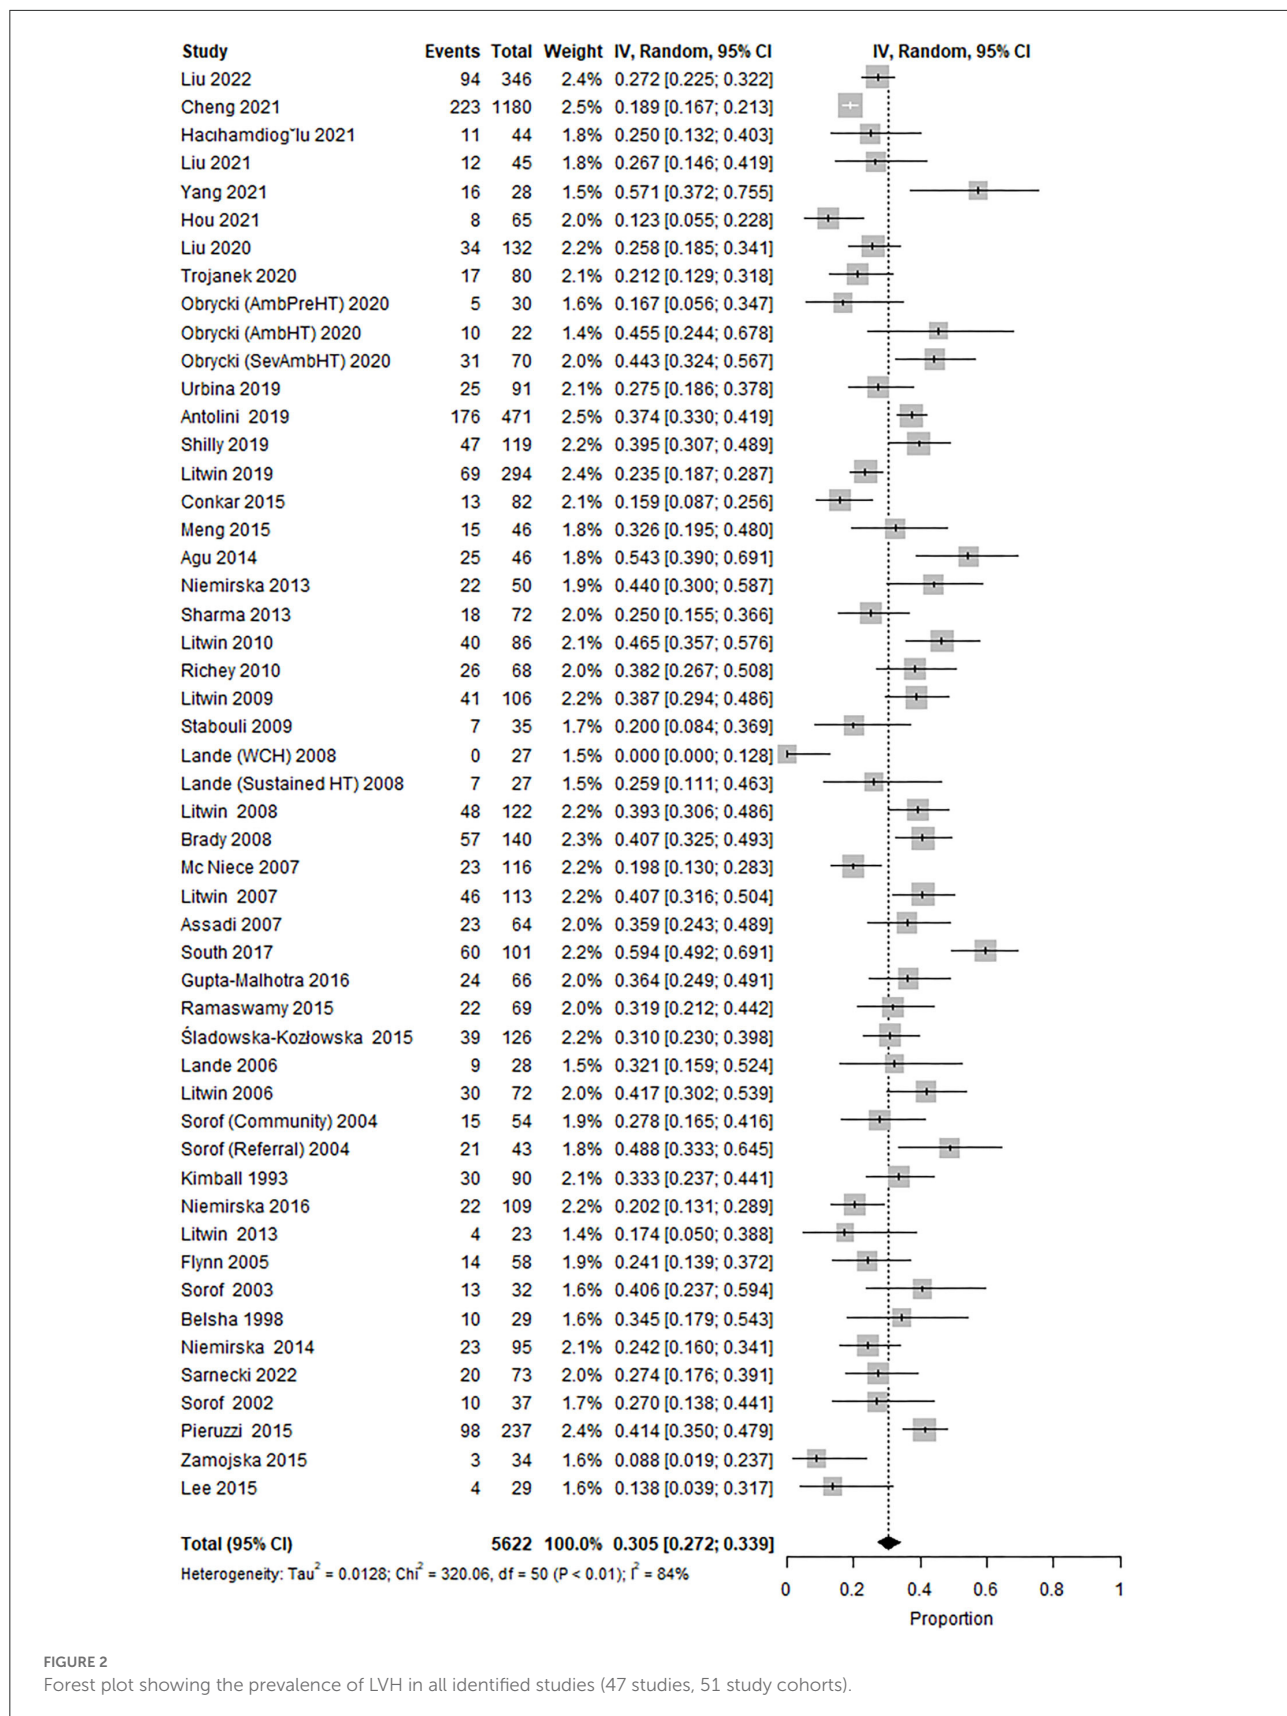 Study Events Total Weight IV, Random, 95% CI IV, Random, 95% CI
Liu 2022 94 346 2.4% 0.272 [0.225; 0.322]
Cheng 2021 223 1180 2.5% 0.189 [0.167; 0.213]
Hacıhamdiog˘lu 2021 11 44 1.8% 0.250 [0.132; 0.403]
Liu 2021 12 45 1.8% 0.267 [0.146; 0.419]
Yang 2021 16 28 1.5% 0.571 [0.372; 0.755]
Hou 2021 8 65 2.0% 0.123 [0.055; 0.228]
Liu 2020 34 132 2.2% 0.258 [0.185; 0.341]
Trojanek 2020 17 80 2.1% 0.212 [0.129; 0.318]
Obrycki (AmbPreHT) 2020 5 30 1.6% 0.167 [0.056; 0.347]
Obrycki (AmbHT) 2020 10 22 1.4% 0.455 [0.244; 0.678]
Obrycki (SevAmbHT) 2020 31 70 2.0% 0.443 [0.324; 0.567]
Urbina 2019 25 91 2.1% 0.275 [0.186; 0.378]
Antolini 2019 176 471 2.5% 0.374 [0.330; 0.419]
Shilly 2019 47 119 2.2% 0.395 [0.307; 0.489]
Litwin 2019 69 294 2.4% 0.235 [0.187; 0.287]
Conkar 2015 13 82 2.1% 0.159 [0.087; 0.256]
Meng 2015 15 46 1.8% 0.326 [0.195; 0.480]
Agu 2014 25 46 1.8% 0.543 [0.390; 0.691]
Niemirska 2013 22 50 1.9% 0.440 [0.300; 0.587]
Sharma 2013 18 72 2.0% 0.250 [0.155; 0.366]
Litwin 2010 40 86 2.1% 0.465 [0.357; 0.576]
Richey 2010 26 68 2.0% 0.382 [0.267; 0.508]
Litwin 2009 41 106 2.2% 0.387 [0.294; 0.486]
Stabouli 2009 7 35 1.7% 0.200 [0.084; 0.369]
Lande (WCH) 2008 0 27 1.5% 0.000 [0.000; 0.128]
Lande (Sustained HT) 2008 7 27 1.5% 0.259 [0.111; 0.463]
Litwin 2008 48 122 2.2% 0.393 [0.306; 0.486]
Brady 2008 57 140 2.3% 0.407 [0.325; 0.493]
Mc Niece 2007 23 116 2.2% 0.198 [0.130; 0.283]
Litwin 2007 46 113 2.2% 0.407 [0.316; 0.504]
Assadi 2007 23 64 2.0% 0.359 [0.243; 0.489]
South 2017 60 101 2.2% 0.594 [0.492; 0.691]
Gupta-Malhotra 2016 24 66 2.0% 0.364 [0.249; 0.491]
Ramaswamy 2015 22 69 2.0% 0.319 [0.212; 0.442]
Śladowska-Kozłowska 2015 39 126 2.2% 0.310 [0.230; 0.398]
Lande 2006 9 28 1.5% 0.321 [0.159; 0.524]
Litwin 2006 30 72 2.0% 0.417 [0.302; 0.539]
Sorof (Community) 2004 15 54 1.9% 0.278 [0.165; 0.416]
Sorof (Referral) 2004 21 43 1.8% 0.488 [0.333; 0.645]
Kimball 1993 30 90 2.1% 0.333 [0.237; 0.441]
Niemirska 2016 22 109 2.2% 0.202 [0.131; 0.289]
Litwin 2013 4 23 1.4% 0.174 [0.050; 0.388]
Flynn 2005 14 58 1.9% 0.241 [0.139; 0.372]
Sorof 2003 13 32 1.6% 0.406 [0.237; 0.594]
Belsha 1998 10 29 1.6% 0.345 [0.179; 0.543]
Niemirska 2014 23 95 2.1% 0.242 [0.160; 0.341]
Sarnecki 2022 20 73 2.0% 0.274 [0.176; 0.391]
Sorof 2002 10 37 1.7% 0.270 [0.138; 0.441]
Pieruzzi 2015 98 237 2.4% 0.414 [0.350; 0.479]
Zamojska 2015 3 34 1.6% 0.088 [0.019; 0.237]
Lee 2015 4 29 1.6% 0.138 [0.039; 0.317]
Total (95% CI) 5622 100.0% 0.305 [0.272; 0.339]
Heterogeneity: Tau² = 0.0128; Chi² = 320.06, df = 50 (P < 0.01); I² = 84%
0 0.2 0.4 0.6 0.8 1
Proportion
FIGURE 2
Forest plot showing the prevalence of LVH in all identified studies (47 studies, 51 study cohorts).